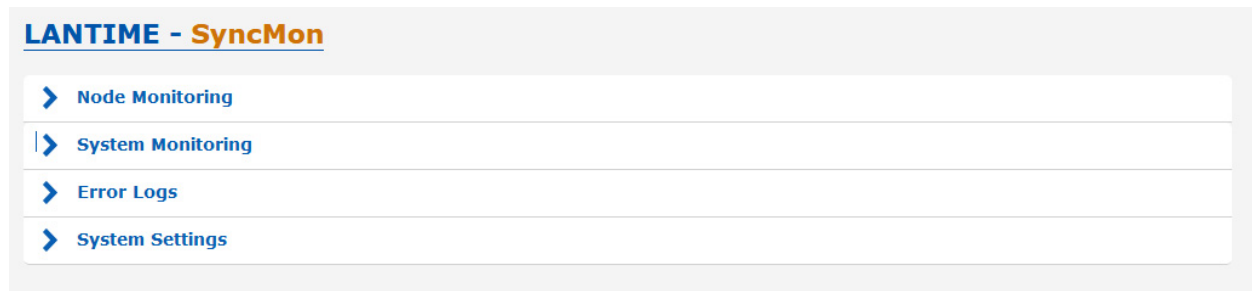 LANTIME - SyncMon
Node Monitoring
System Monitoring
Error Logs
System Settings